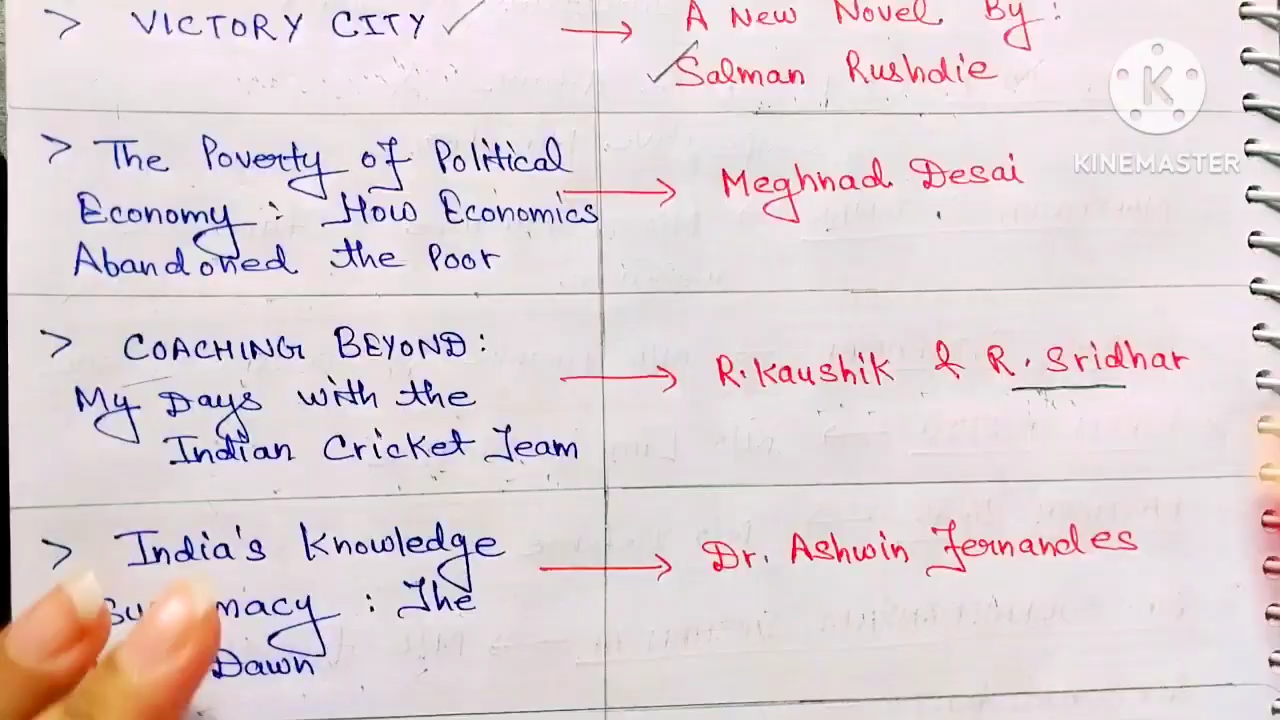 > VICTORY CITY → A New Novel By:
Salman Rushdie
> The Poverty of Political
Economy : How Economics
Abandoned the Poor → Meghnad Desai
> COACHING BEYOND:
My Days with the
Indian Cricket Team → R. Kaushik & R. Sridhar
> India's Knowledge
: The
Dawn → Dr. Ashwin Fernandes
K
KINEMASTER